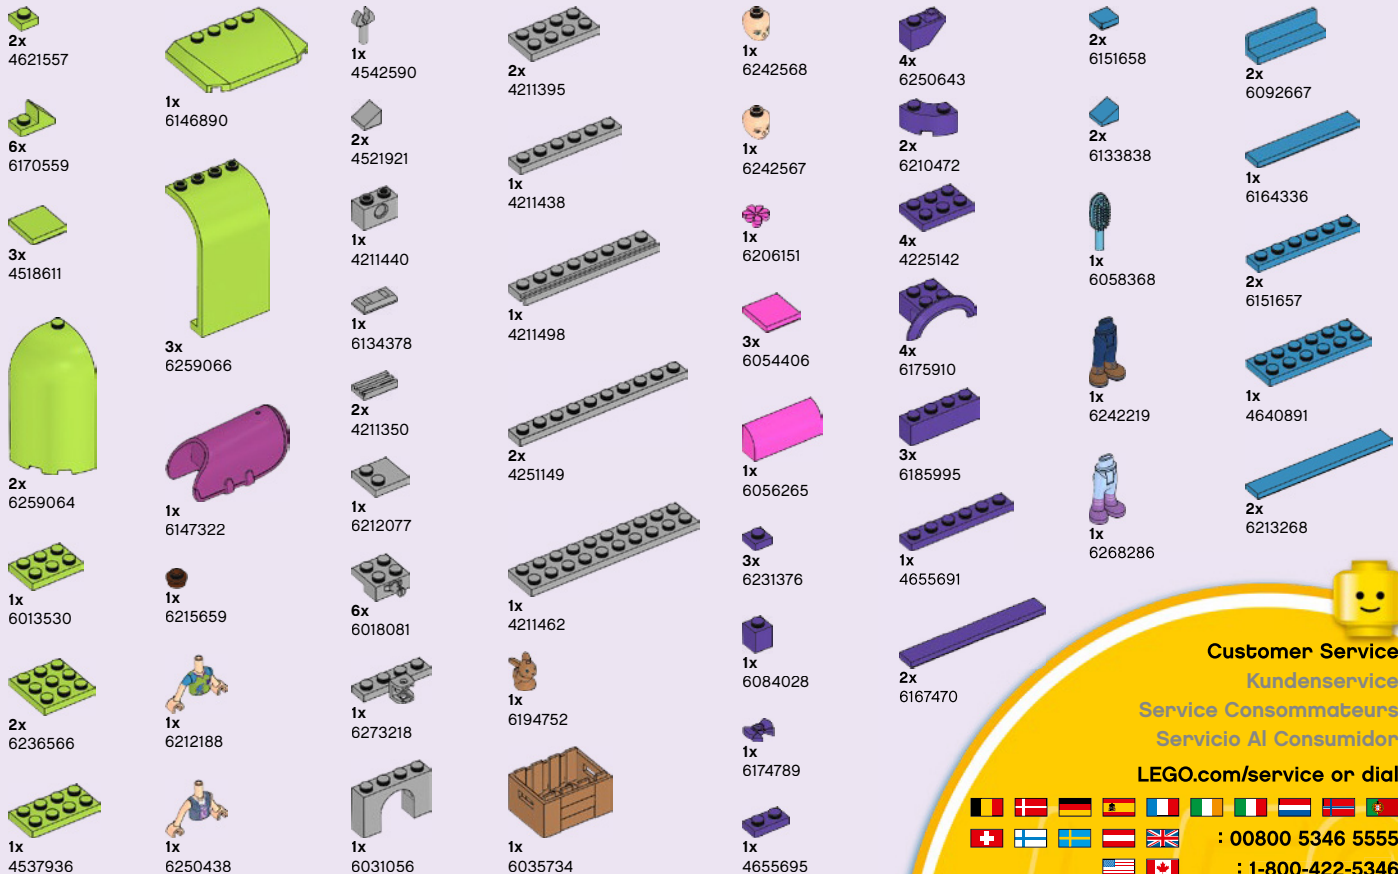 2x
4621557
6x
6170559
3x
4518611
2x
6259064
1x
6013530
2x
6236566
1x
4537936
1x
6146890
3x
6259066
1x
6147322
1x
6215659
1x
6212188
1x
6250438
1x
4542590
2x
4521921
1x
4211440
1x
6134378
2x
4211350
1x
6212077
6x
6018081
1x
6273218
1x
6031056
2x
4211395
1x
4211438
1x
4211498
2x
4251149
1x
4211462
1x
6194752
1x
6035734
1x
6242568
1x
6242567
1x
6206151
3x
6054406
1x
6056265
3x
6231376
1x
6084028
1x
6174789
1x
4655695
4x
6250643
2x
6210472
4x
4225142
4x
6175910
3x
6185995
1x
4655691
2x
6167470
2x
6151658
2x
6133838
1x
6058368
1x
6242219
1x
6268286
2x
6092667
1x
6164336
2x
6151657
1x
4640891
2x
6213268
Customer Service
Kundenservice
Service Consommateurs
Servicio Al Consumidor
LEGO.com/service or dial
: 00800 5346 5555
: 1-800-422-5346